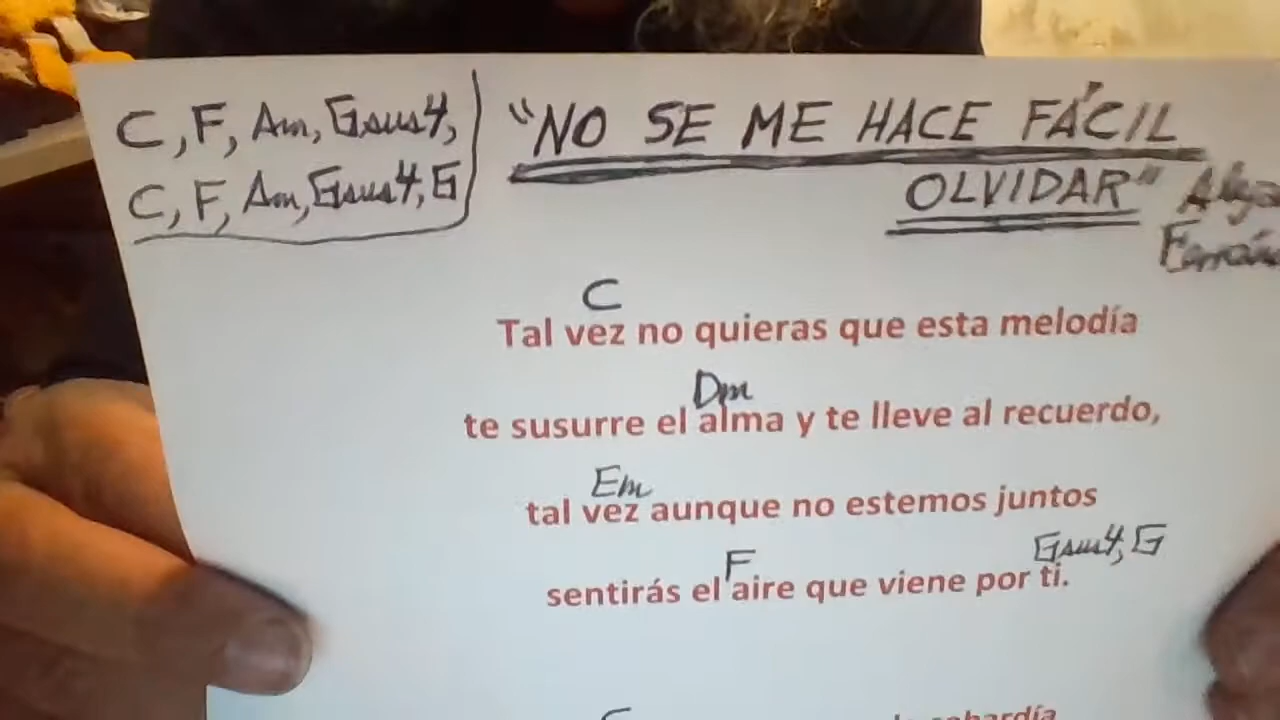 C, F, Am, Gsus4,
C, F, Am, Gsus4, G
"NO SE ME HACE FÁCIL
OLVIDAR"
C
Tal vez no quieras que esta melodía
Dm
te susurre el alma y te lleve al recuerdo,
Em
tal vez aunque no estemos juntos
F Gsus4, G
sentirás el aire que viene por ti.